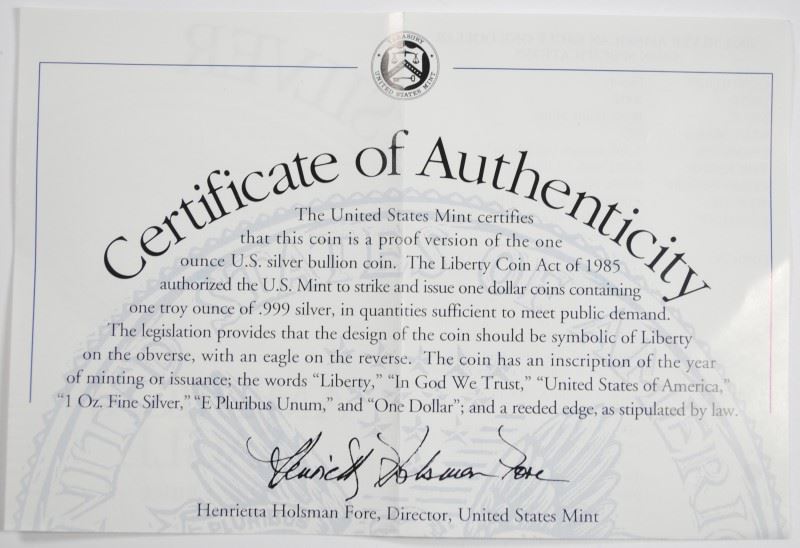 TREASURY
UNITED STATES MINT
Certificate of Authenticity
The United States Mint certifies
that this coin is a proof version of the one
ounce U.S. silver bullion coin. The Liberty Coin Act of 1985
authorized the U.S. Mint to strike and issue one dollar coins containing
one troy ounce of .999 silver, in quantities sufficient to meet public demand.
The legislation provides that the design of the coin should be symbolic of Liberty
on the obverse, with an eagle on the reverse. The coin has an inscription of the year
of minting or issuance; the words “Liberty,” “In God We Trust,” “United States of America,”
“1 Oz. Fine Silver,” “E Pluribus Unum,” and “One Dollar”; and a reeded edge, as stipulated by law.
Henrietta Holsman Fore
Henrietta Holsman Fore, Director, United States Mint